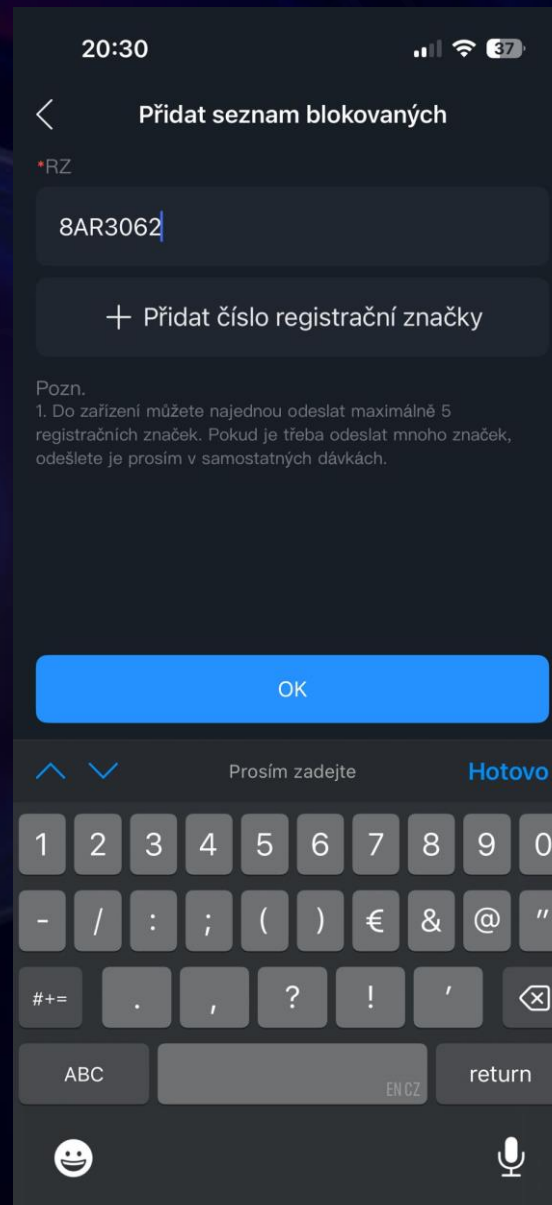 20:30
37
Přidat seznam blokovaných
*RZ
8AR3062
+ Přidat číslo registrační značky
Pozn.
1. Do zařízení můžete najednou odeslat maximálně 5
registračních značek. Pokud je třeba odeslat mnoho značek,
odešlete je prosím v samostatných dávkách.
OK
Prosím zadejte Hotovo
1 2 3 4 5 6 7 8 9 0
- / : ; ( ) € & @ "
#+= . , ? ! '
ABC EN CZ return